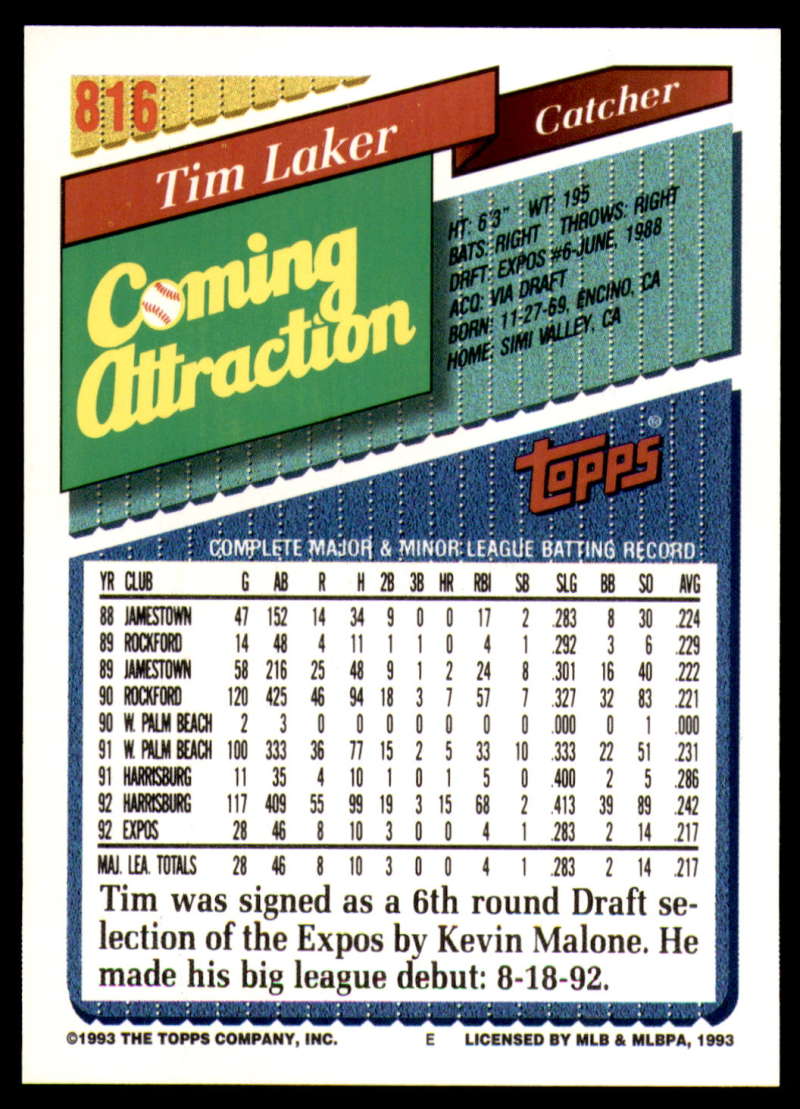 816
Tim Laker
Catcher
Coming
Attraction
HT: 6'3" WT: 195
BATS: RIGHT THROWS: RIGHT
DRFT: EXPOS #6-JUNE, 1988
ACQ: VIA DRAFT
BORN: 11-27-69, ENCINO, CA
HOME: SIMI VALLEY, CA
Topps®
COMPLETE MAJOR & MINOR LEAGUE BATTING RECORD
YR CLUB G AB R H 2B 3B HR RBI SB SLG BB SO AVG
88 JAMESTOWN 47 152 14 34 9 0 0 17 2 .283 8 30 .224
89 ROCKFORD 14 48 4 11 1 1 0 4 1 .292 3 6 .229
89 JAMESTOWN 58 216 25 48 9 1 2 24 8 .301 16 40 .222
90 ROCKFORD 120 425 46 94 18 3 7 57 7 .327 32 83 .221
90 W. PALM BEACH 2 3 0 0 0 0 0 0 0 .000 0 1 .000
91 W. PALM BEACH 100 333 36 77 15 2 5 33 10 .333 22 51 .231
91 HARRISBURG 11 35 4 10 1 0 1 5 0 .400 2 5 .286
92 HARRISBURG 117 409 55 99 19 3 15 68 2 .413 39 89 .242
92 EXPOS 28 46 8 10 3 0 0 4 1 .283 2 14 .217
MAJ. LEA. TOTALS 28 46 8 10 3 0 0 4 1 .283 2 14 .217
Tim was signed as a 6th round Draft se-
lection of the Expos by Kevin Malone. He
made his big league debut: 8-18-92.
©1993 THE TOPPS COMPANY, INC. E LICENSED BY MLB & MLBPA, 1993